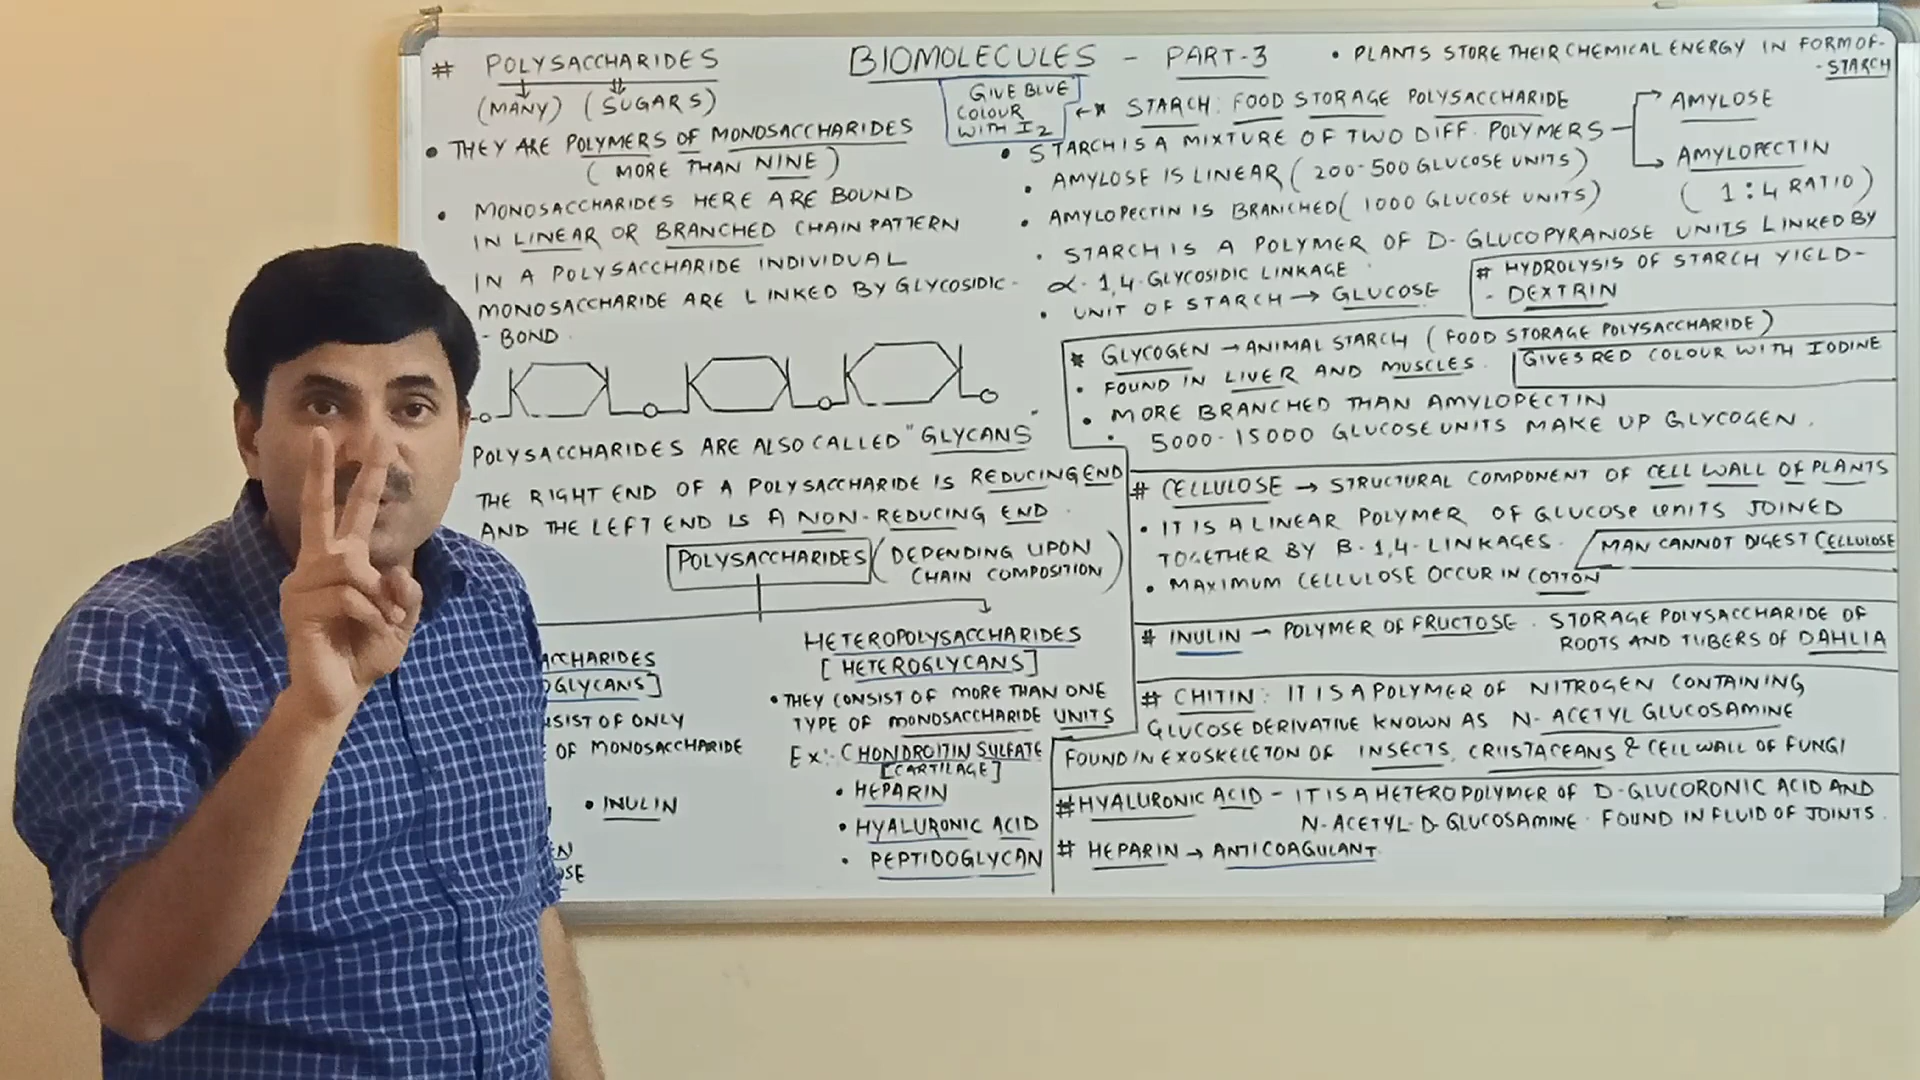 # POLYSACCHARIDES
(MANY) (SUGARS)
• THEY ARE POLYMERS OF MONOSACCHARIDES
( MORE THAN NINE )
• MONOSACCHARIDES HERE ARE BOUND
IN LINEAR OR BRANCHED CHAIN PATTERN
IN A POLYSACCHARIDE INDIVIDUAL
MONOSACCHARIDE ARE LINKED BY GLYCOSIDIC -
- BOND.
POLYSACCHARIDES ARE ALSO CALLED "GLYCANS"
THE RIGHT END OF A POLYSACCHARIDE IS REDUCING END
AND THE LEFT END IS A NON-REDUCING END.
POLYSACCHARIDES (DEPENDING UPON
CHAIN COMPOSITION)
ACCHARIDES
OGLYCANS]
NSIST OF ONLY
OF MONOSACCHARIDE
• INULIN
EN
OSE
HETEROPOLYSACCHARIDES
[HETEROGLYCANS]
• THEY CONSIST OF MORE THAN ONE
TYPE OF MONOSACCHARIDE UNITS
Ex:- CHONDROITIN SULFATE
[CARTILAGE]
• HEPARIN
• HYALURONIC ACID
• PEPTIDOGLYCAN
BIOMOLECULES - PART-3
• PLANTS STORE THEIR CHEMICAL ENERGY IN FORM OF-
- STARCH
GIVE BLUE
COLOUR
WITH I2
* STARCH: FOOD STORAGE POLYSACCHARIDE
• STARCH IS A MIXTURE OF TWO DIFF. POLYMERS
AMYLOSE
AMYLOPECTIN
( 1:4 RATIO)
• AMYLOSE IS LINEAR (200-500 GLUCOSE UNITS)
• AMYLOPECTIN IS BRANCHED( 1000 GLUCOSE UNITS)
• STARCH IS A POLYMER OF D-GLUCOPYRANOSE UNITS LINKED BY
α-1,4-GLYCOSIDIC LINKAGE
• UNIT OF STARCH → GLUCOSE
# HYDROLYSIS OF STARCH YIELD-
- DEXTRIN
* GLYCOGEN → ANIMAL STARCH (FOOD STORAGE POLYSACCHARIDE)
• FOUND IN LIVER AND MUSCLES.
GIVES RED COLOUR WITH IODINE
• MORE BRANCHED THAN AMYLOPECTIN
• 5000-15000 GLUCOSE UNITS MAKE UP GLYCOGEN.
# CELLULOSE → STRUCTURAL COMPONENT OF CELL WALL OF PLANTS
• IT IS A LINEAR POLYMER OF GLUCOSE UNITS JOINED
TOGETHER BY B-1,4-LINKAGES.
MAN CANNOT DIGEST CELLULOSE
• MAXIMUM CELLULOSE OCCUR IN COTTON
# INULIN - POLYMER OF FRUCTOSE. STORAGE POLYSACCHARIDE OF
ROOTS AND TUBERS OF DAHLIA
# CHITIN: IT IS A POLYMER OF NITROGEN CONTAINING
GLUCOSE DERIVATIVE KNOWN AS N-ACETYL GLUCOSAMINE
FOUND IN EXOSKELETON OF INSECTS, CRUSTACEANS & CELL WALL OF FUNGI
# HYALURONIC ACID - IT IS A HETEROPOLYMER OF D-GLUCORONIC ACID AND
N-ACETYL-D-GLUCOSAMINE. FOUND IN FLUID OF JOINTS.
# HEPARIN → ANTICOAGULANT.